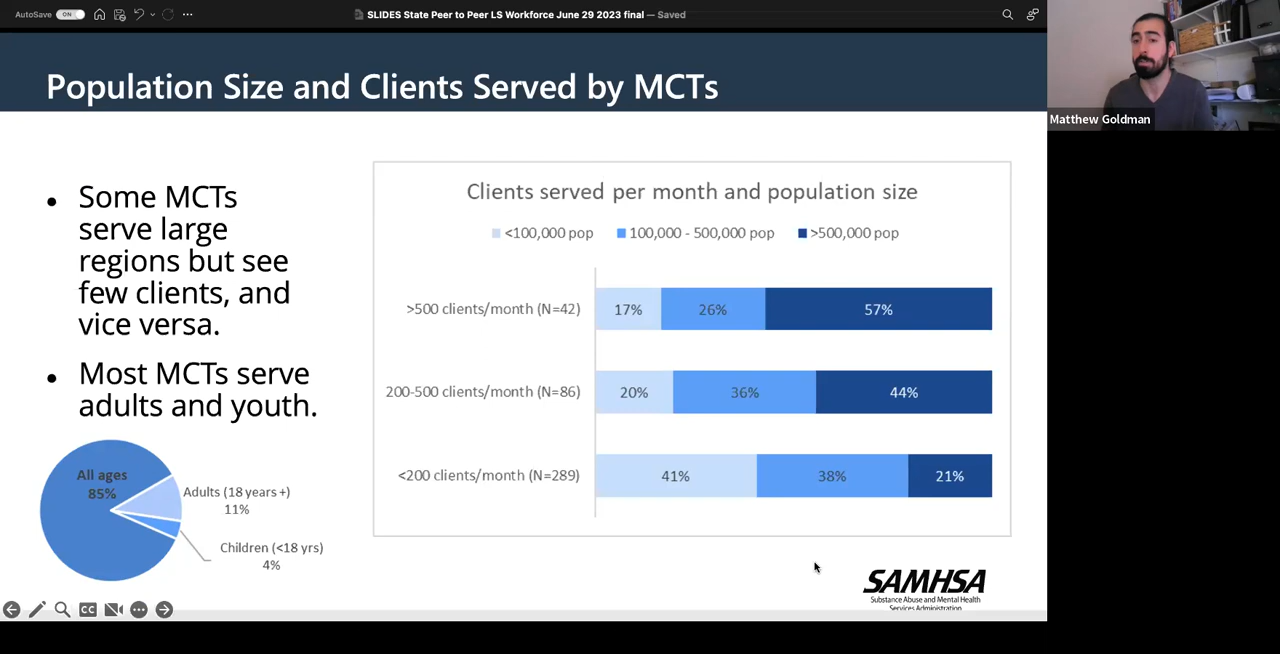 AutoSave ON
SLIDES State Peer to Peer LS Workforce June 29 2023 final — Saved
Matthew Goldman
Population Size and Clients Served by MCTs
• Some MCTs
serve large
regions but see
few clients, and
vice versa.
• Most MCTs serve
adults and youth.
All ages
85%
Adults (18 years +)
11%
Children (<18 yrs)
4%
Clients served per month and population size
<100,000 pop 100,000 - 500,000 pop >500,000 pop
>500 clients/month (N=42) 17% 26% 57%
200-500 clients/month (N=86) 20% 36% 44%
<200 clients/month (N=289) 41% 38% 21%
SAMHSA
Substance Abuse and Mental Health
Services Administration
CC